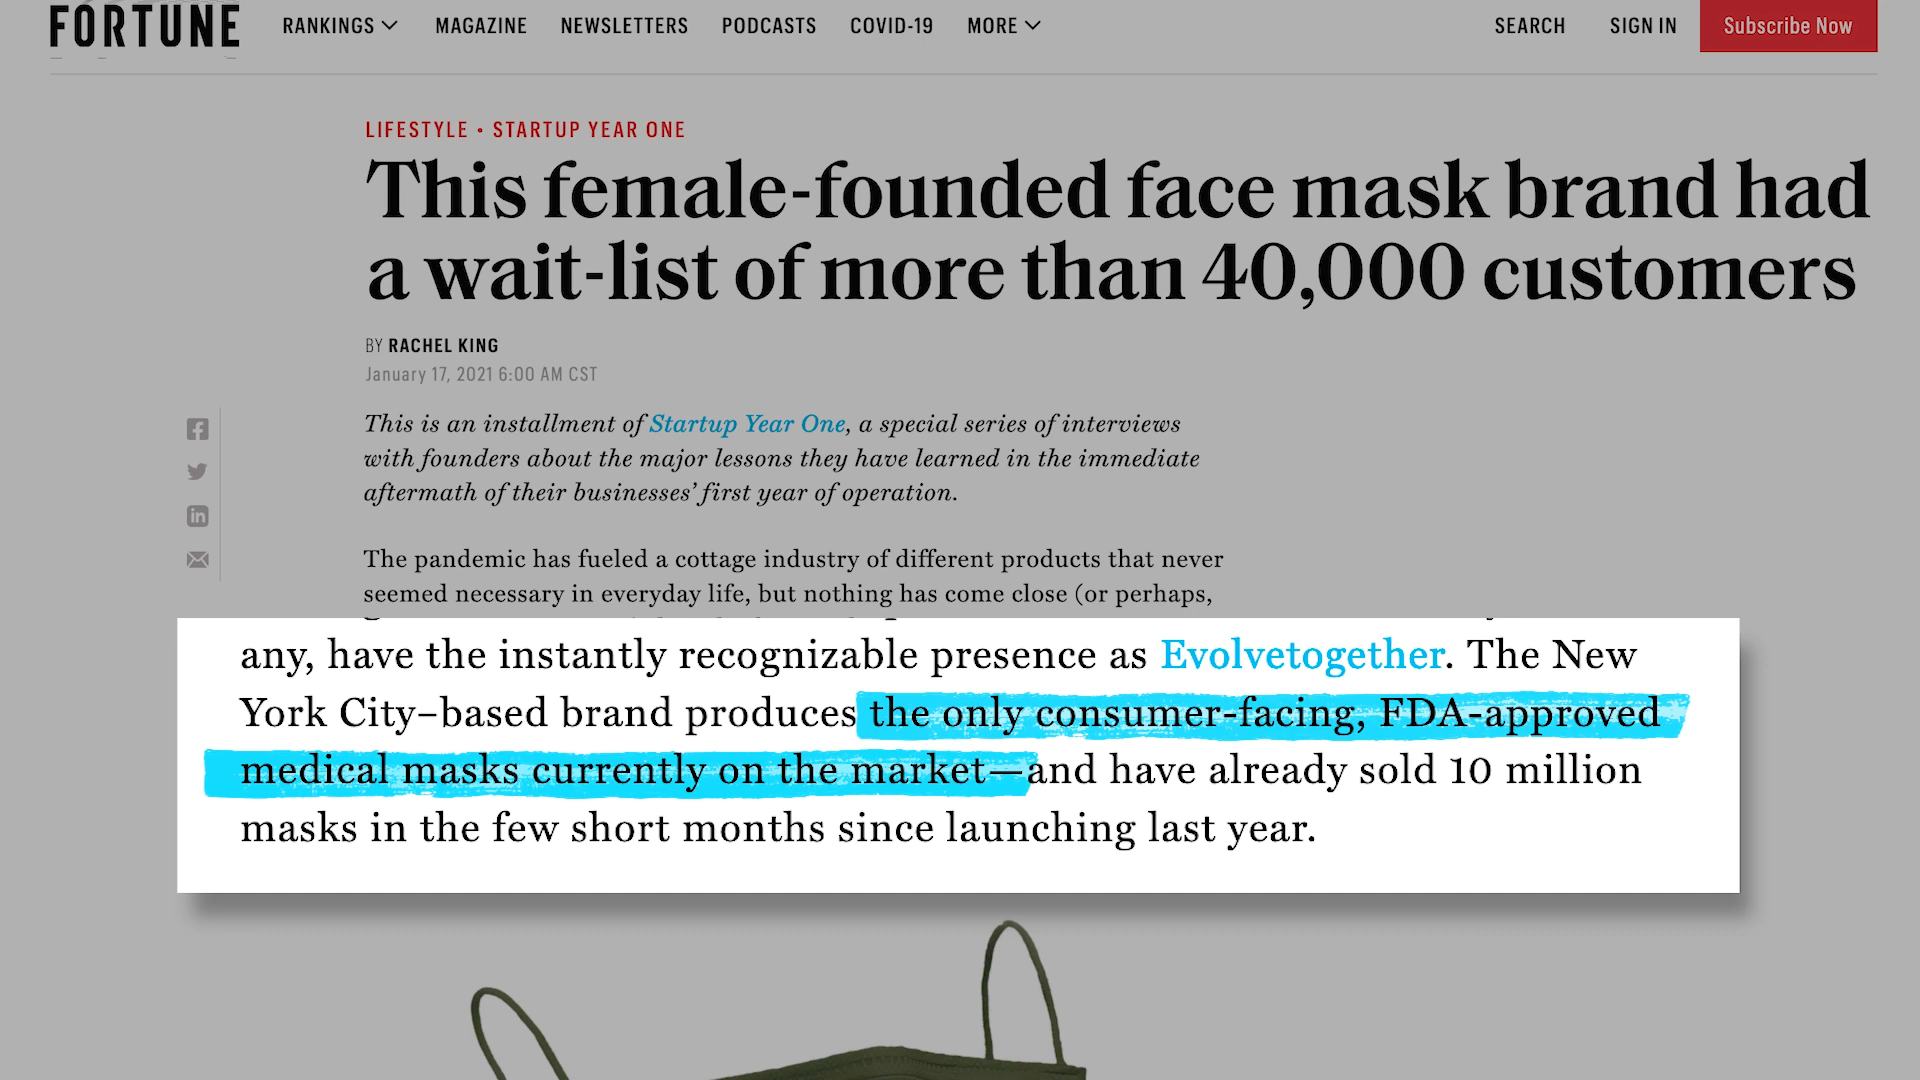 FORTUNE RANKINGS MAGAZINE NEWSLETTERS PODCASTS COVID-19 MORE SEARCH SIGN IN Subscribe Now
LIFESTYLE • STARTUP YEAR ONE
This female-founded face mask brand had
a wait-list of more than 40,000 customers
BY RACHEL KING
January 17, 2021 6:00 AM CST
This is an installment of Startup Year One, a special series of interviews
with founders about the major lessons they have learned in the immediate
aftermath of their businesses’ first year of operation.
The pandemic has fueled a cottage industry of different products that never
seemed necessary in everyday life, but nothing has come close (or perhaps,
any, have the instantly recognizable presence as Evolvetogether. The New
York City–based brand produces the only consumer-facing, FDA-approved
medical masks currently on the market—and have already sold 10 million
masks in the few short months since launching last year.